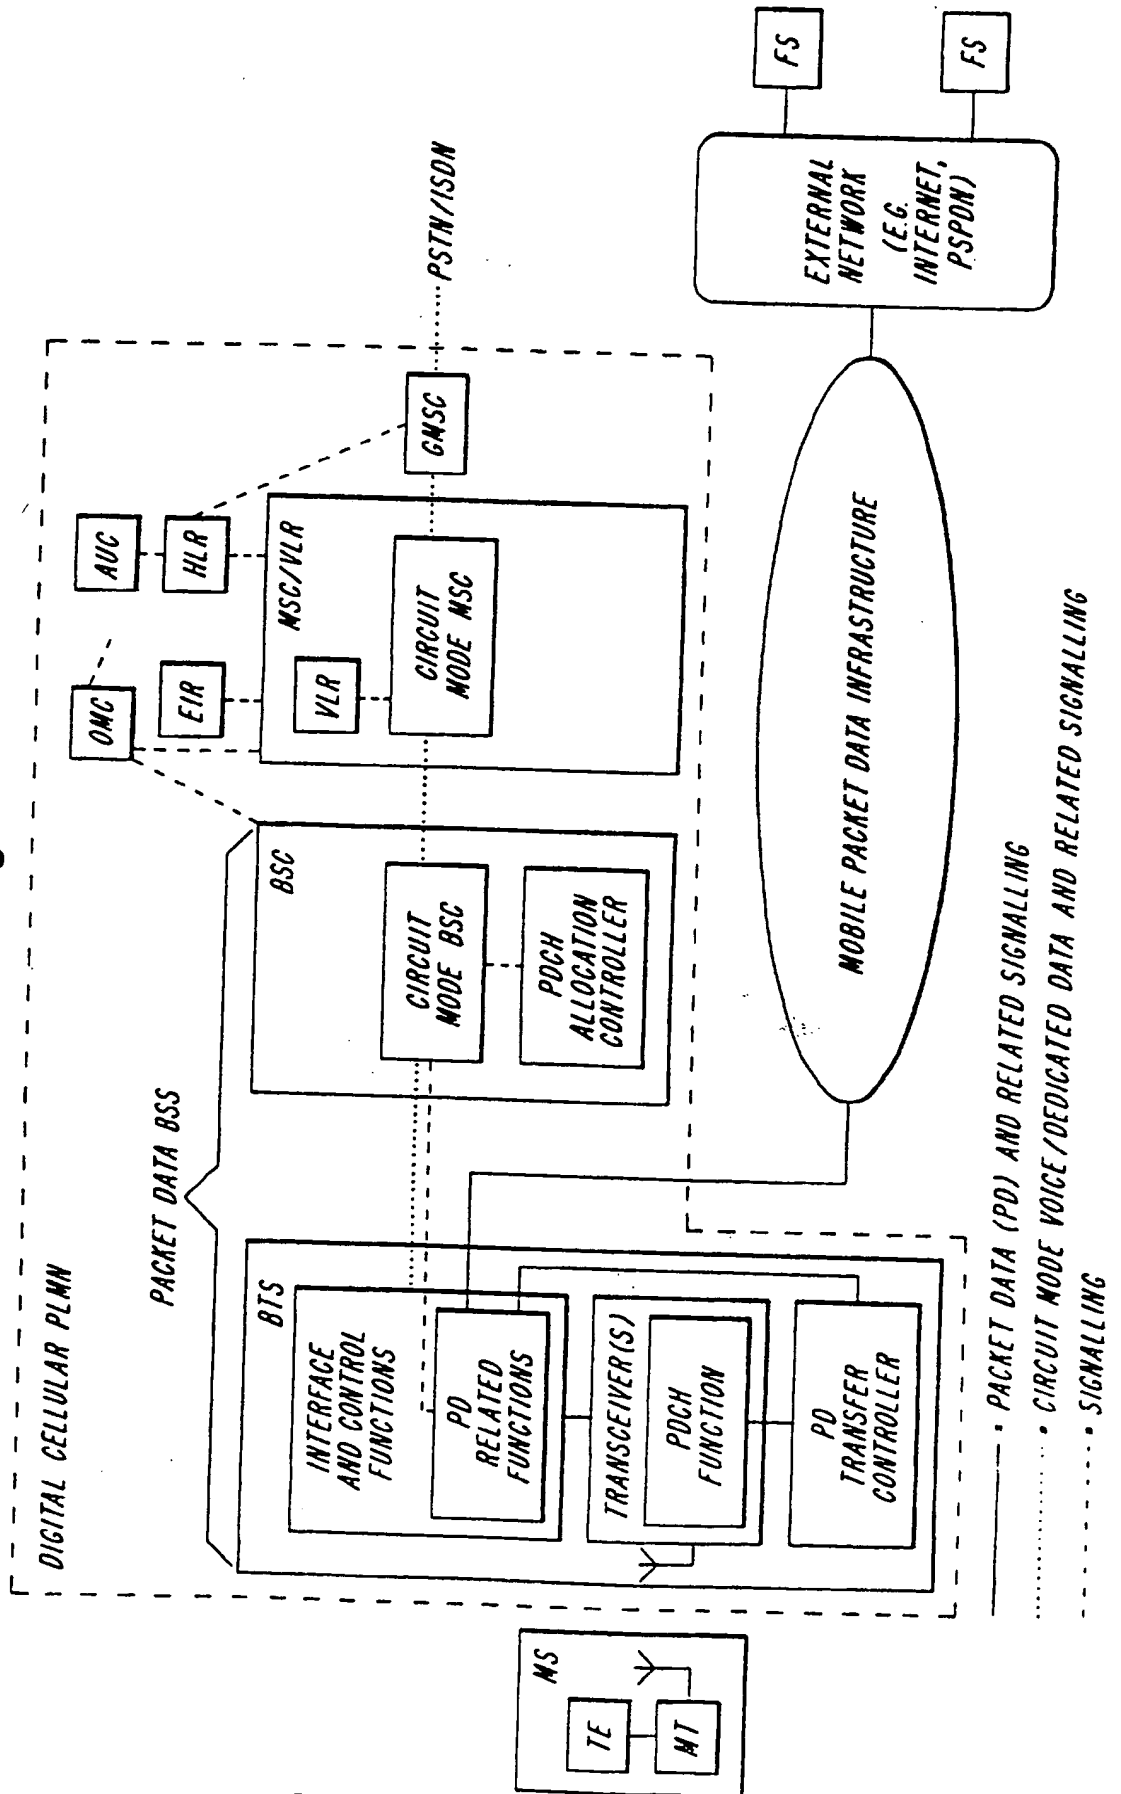 DIGITAL CELLULAR PLMN
PACKET DATA BSS
OMC
AUC
EIR
HLR
BTS
INTERFACE
AND CONTROL
FUNCTIONS
PD
RELATED
FUNCTIONS
TRANSCEIVER(S)
PDCH
FUNCTION
PD
TRANSFER
CONTROLLER
BSC
CIRCUIT
MODE BSC
PDCH
ALLOCATION
CONTROLLER
MSC/VLR
VLR
CIRCUIT
MODE MSC
GMSC
PSTN/ISDN
MS
TE
MT
MOBILE PACKET DATA INFRASTRUCTURE
EXTERNAL
NETWORK
(E.G.
INTERNET,
PSPDN)
FS
FS
PACKET DATA (PD) AND RELATED SIGNALLING
CIRCUIT MODE VOICE/DEDICATED DATA AND RELATED SIGNALLING
SIGNALLING